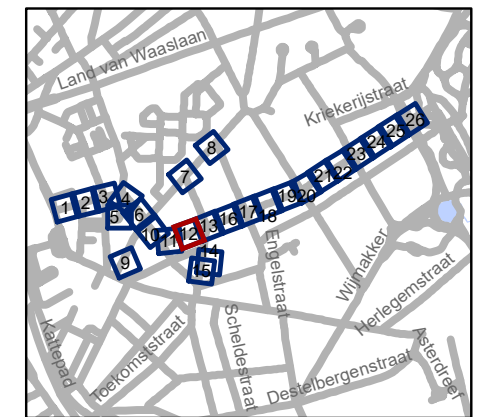 Land van Waaslaan
Kriekerijstraat
8
7
26
25
24
23
22
21
20
19
18
17
16
13
12
11
10
6
5
4
3
2
1
9
14
15
Engelstraat
Wijmakker
Herlegemstraat
Kattepad
Toekomststraat
Scheldestraat
Destelbergenstraat
Asterdreef